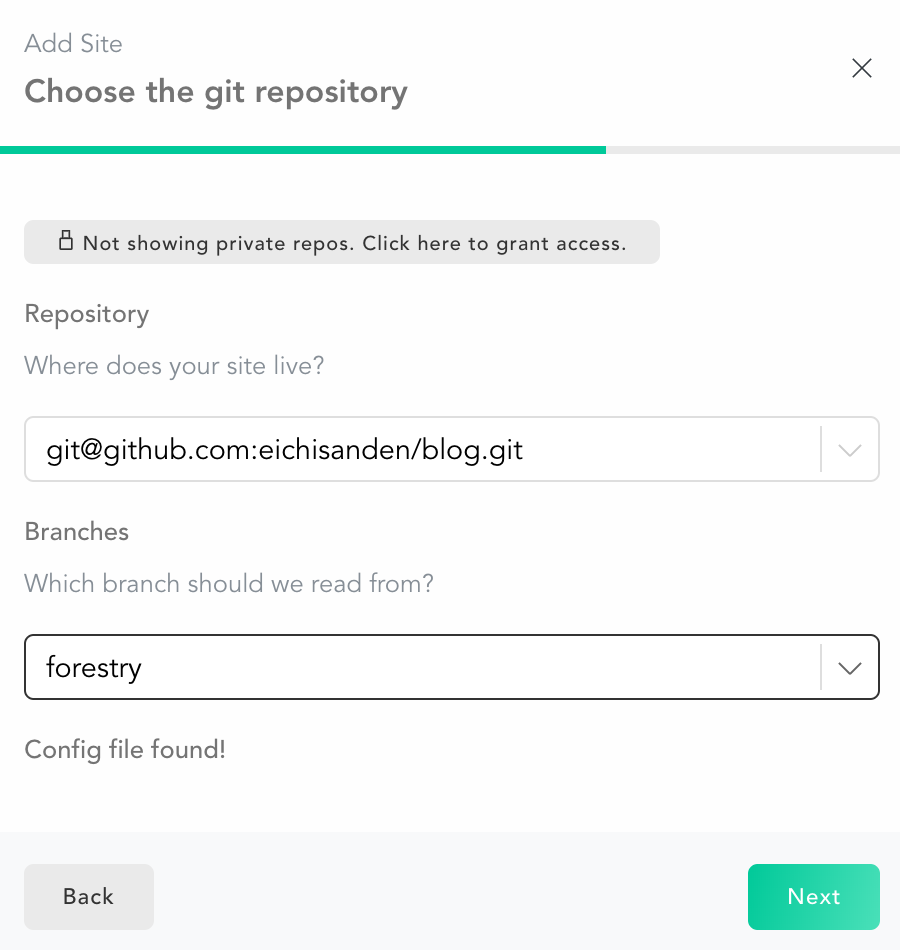 Add Site
Choose the git repository
Not showing private repos. Click here to grant access.
Repository
Where does your site live?
git@github.com:eichisanden/blog.git
Branches
Which branch should we read from?
forestry
Config file found!
Back
Next